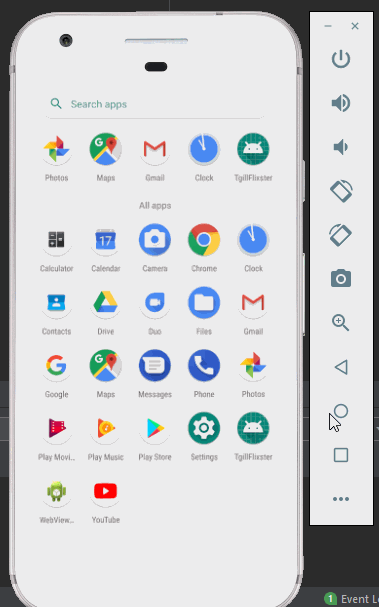 Search apps
Photos Maps Gmail Clock TgillFlixster
All apps
Calculator Calendar Camera Chrome Clock
17
Contacts Drive Duo Files Gmail
Google Maps Messages Phone Photos
Play Movi... Play Music Play Store Settings TgillFlixster
WebView... YouTube
1 Event Lo